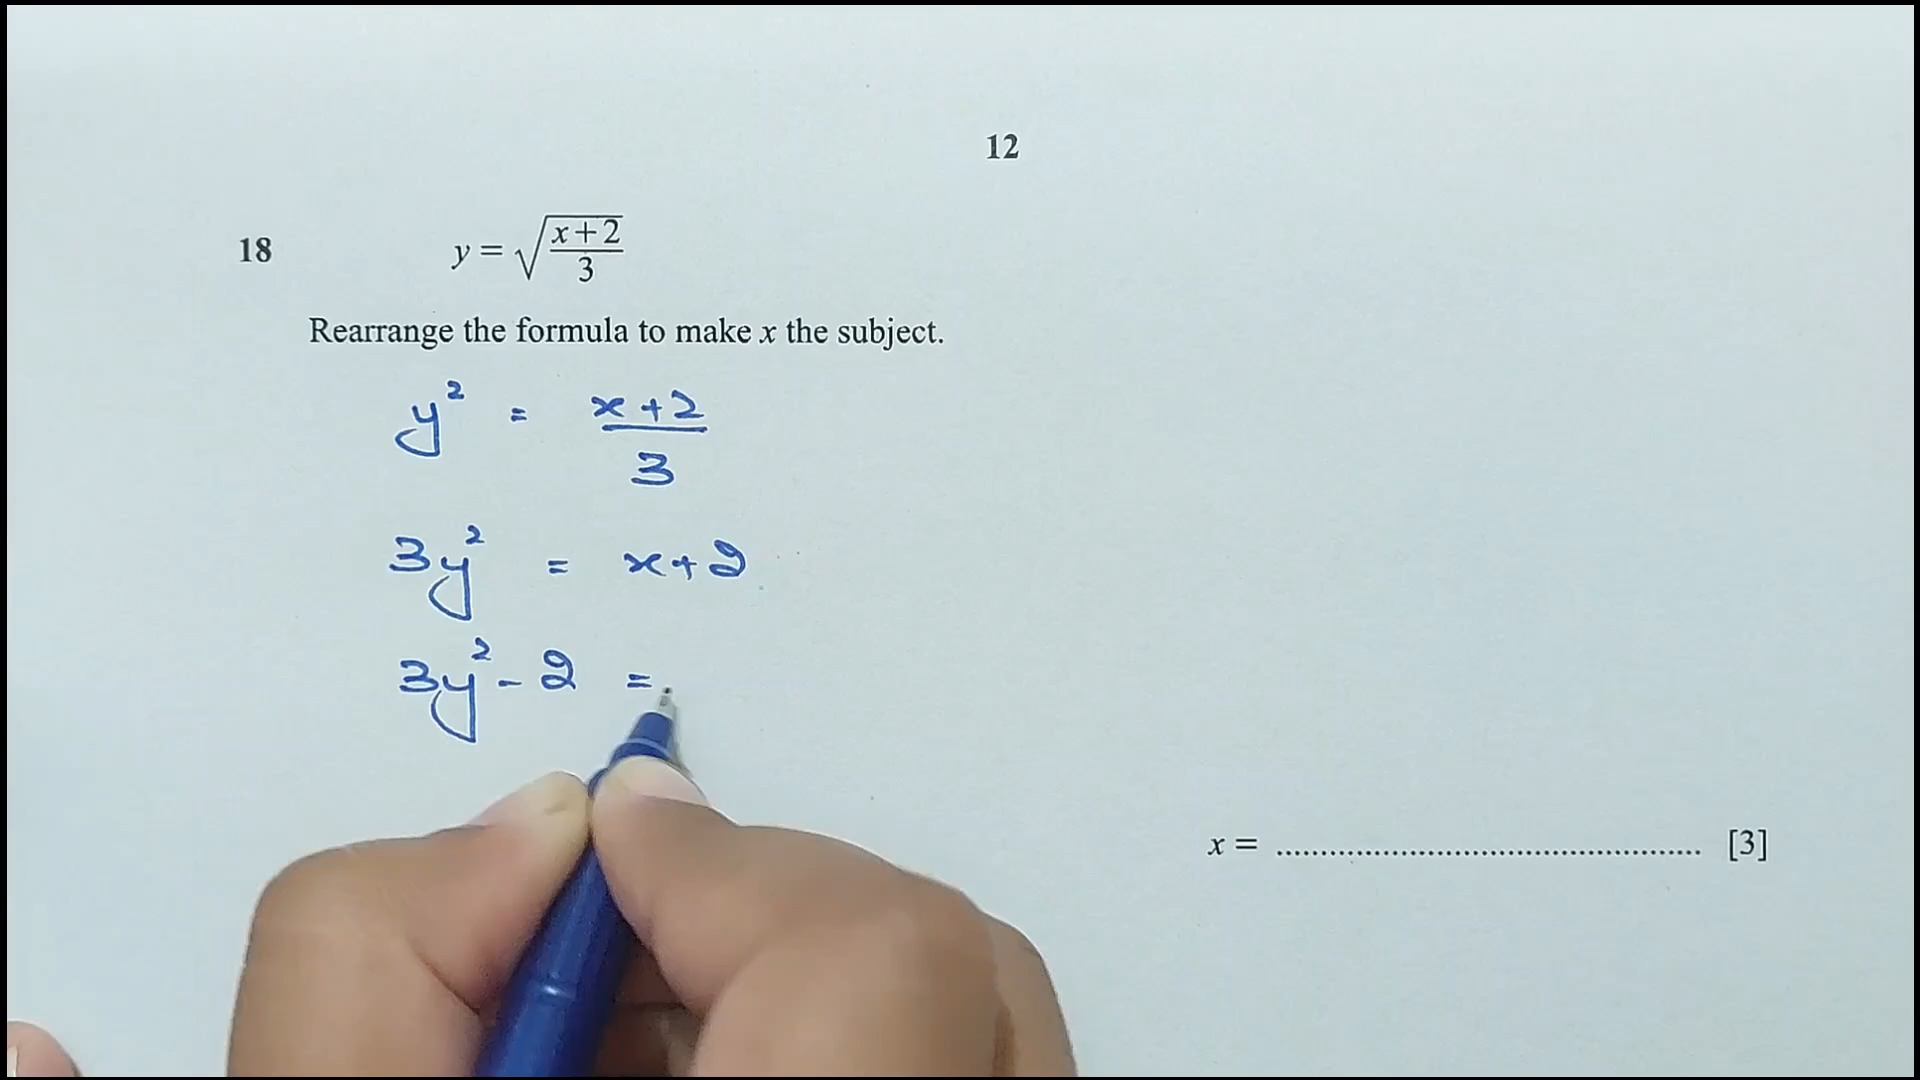 12
18 y = √((x+2)/3)
Rearrange the formula to make x the subject.
y² = (x+2)/3
3y² = x+2
3y² - 2 =
x = ................................................ [3]